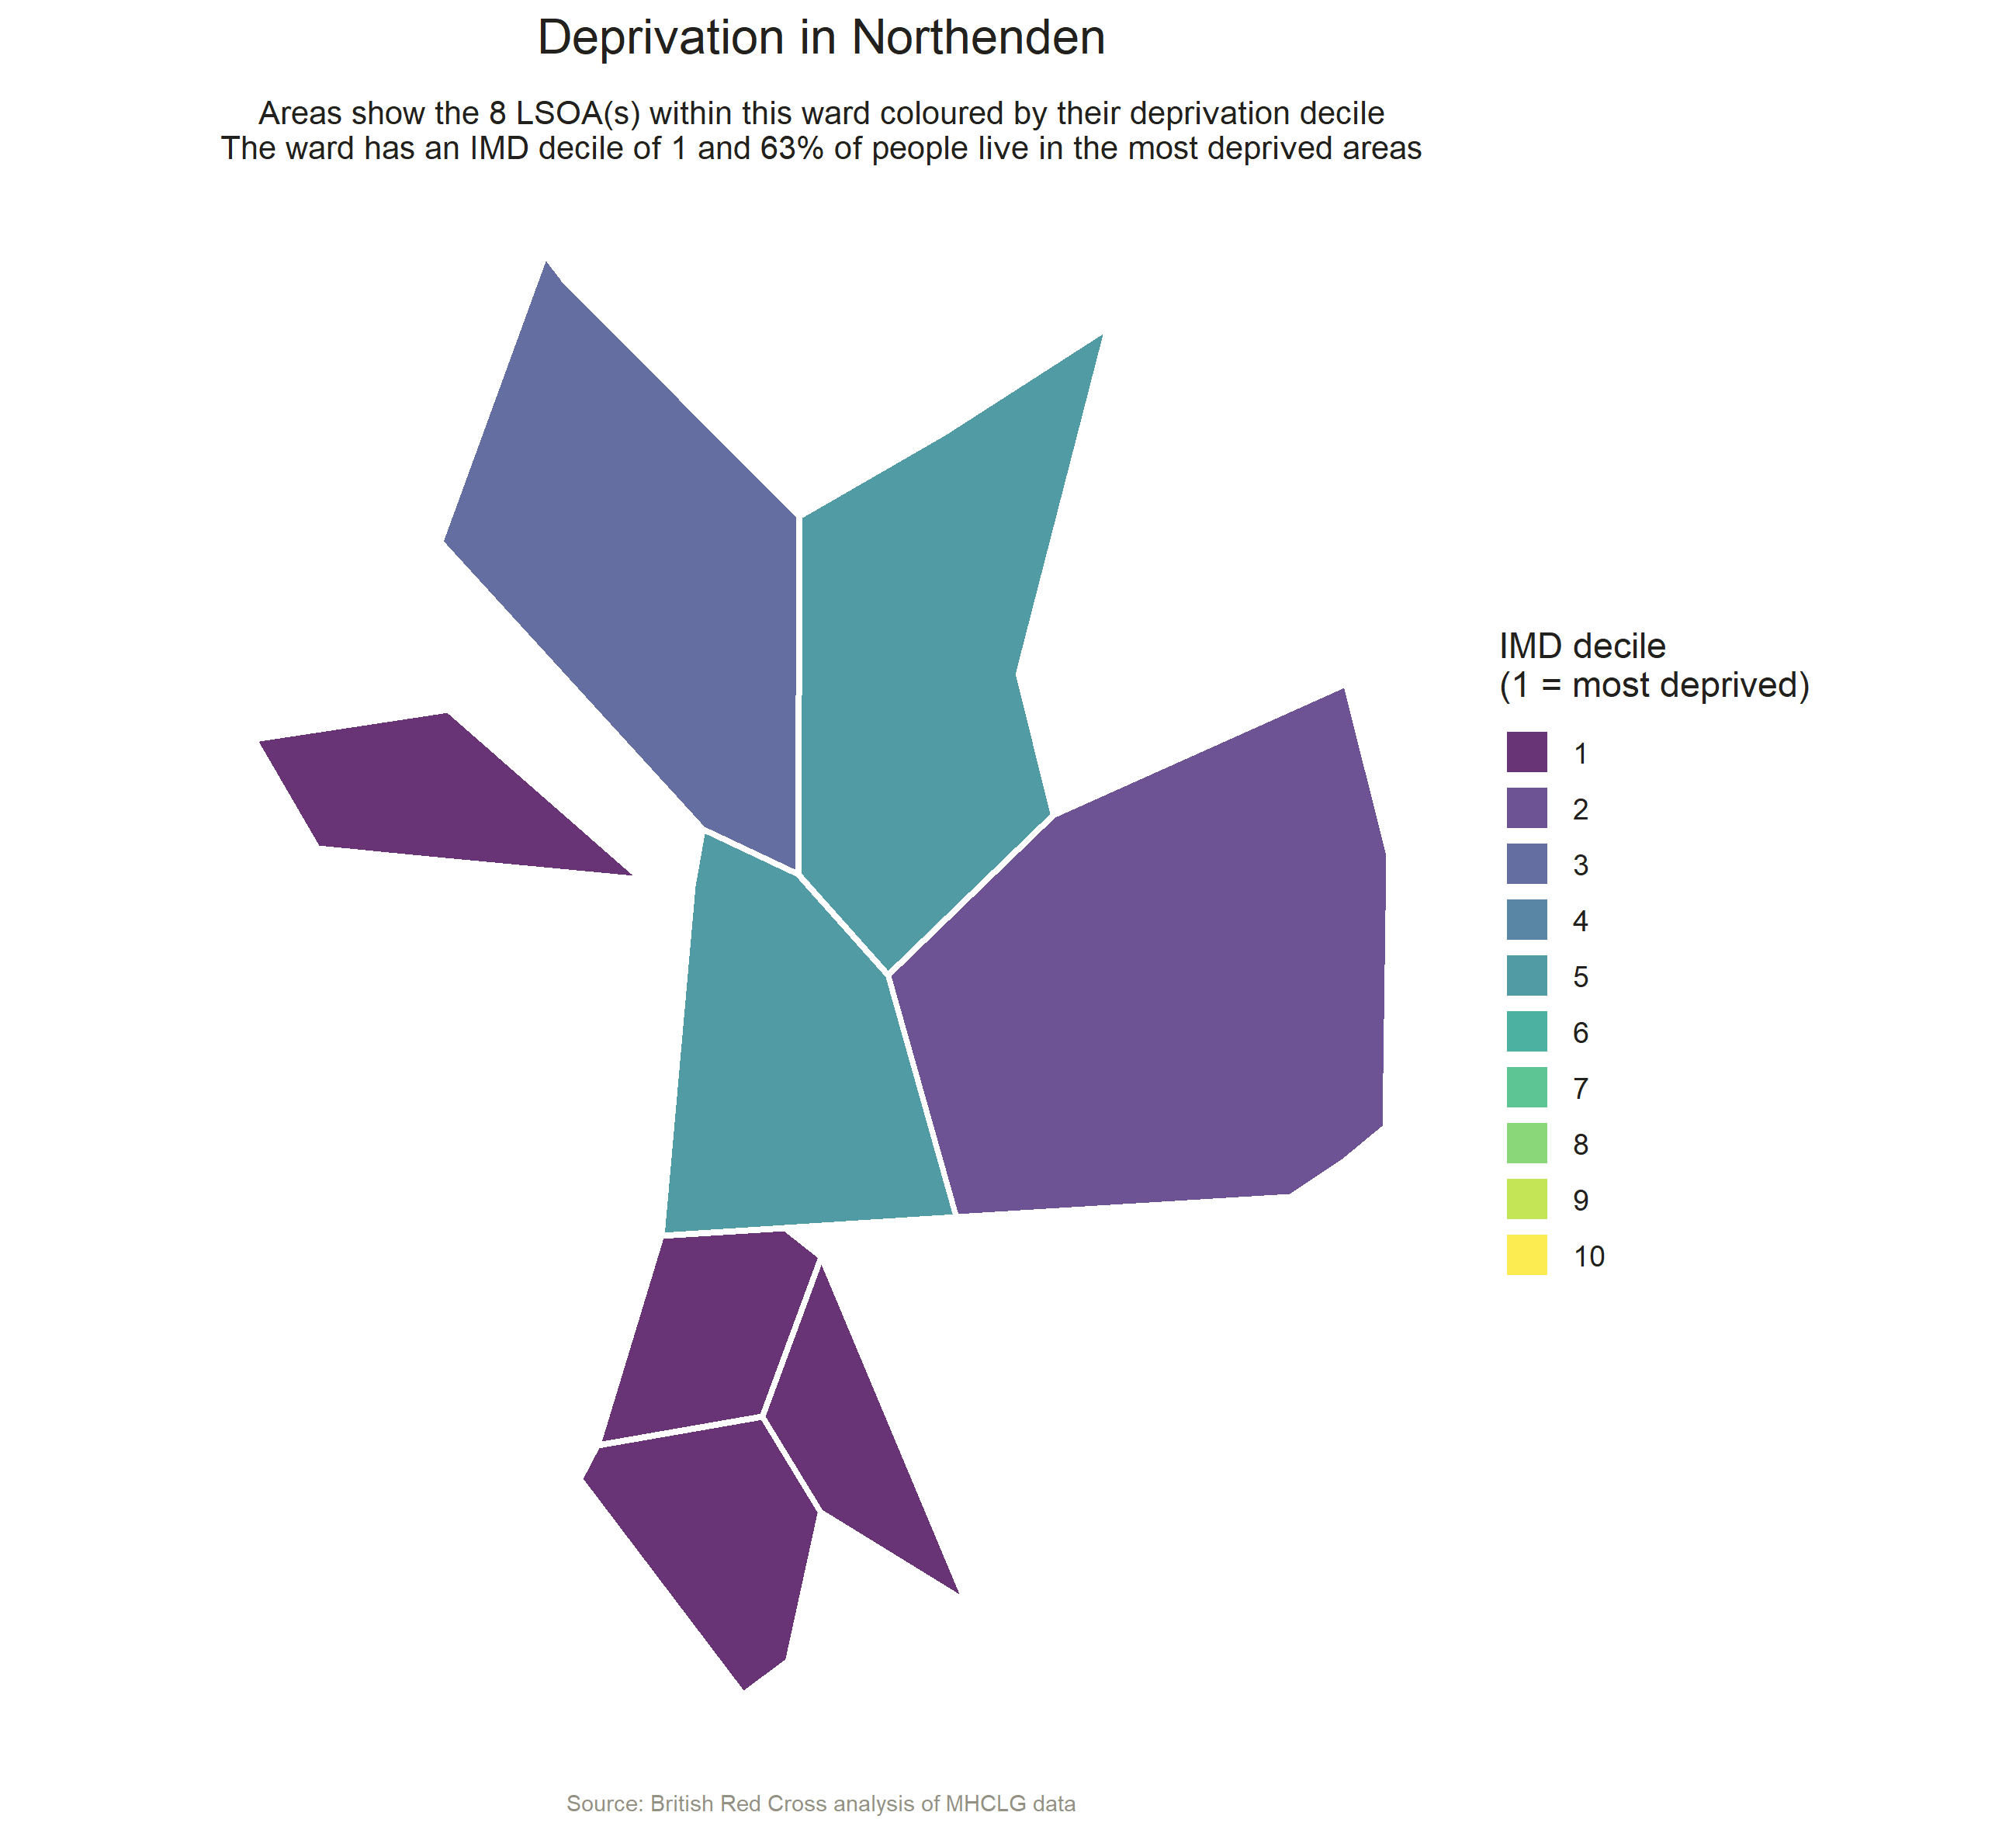 Deprivation in Northenden
Areas show the 8 LSOA(s) within this ward coloured by their deprivation decile
The ward has an IMD decile of 1 and 63% of people live in the most deprived areas
IMD decile
(1 = most deprived)
1
2
3
4
5
6
7
8
9
10
Source: British Red Cross analysis of MHCLG data